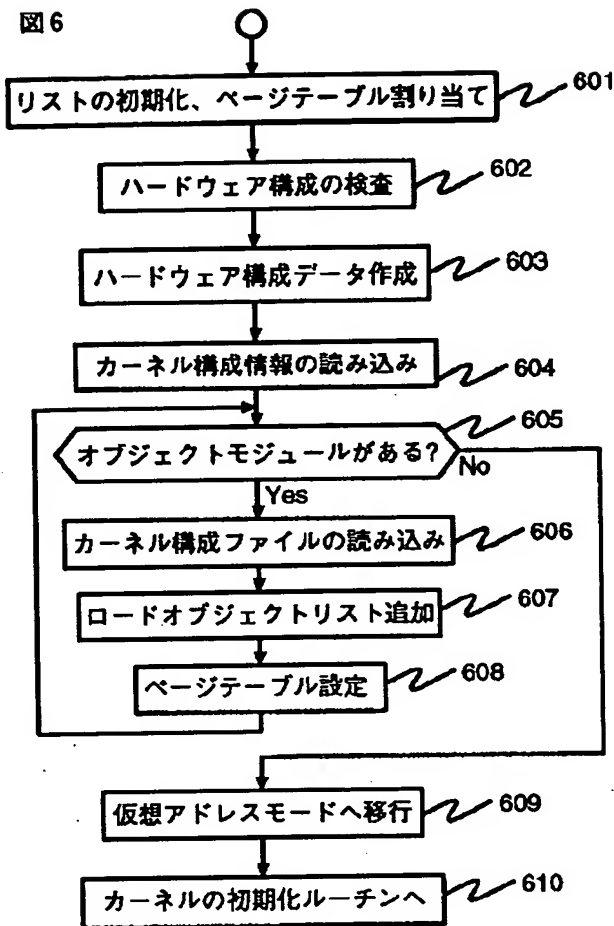 図6
リストの初期化、ページテーブル割り当て
601
ハードウェア構成の検査
602
ハードウェア構成データ作成
603
カーネル構成情報の読み込み
604
オブジェクトモジュールがある?
605
No
Yes
カーネル構成ファイルの読み込み
606
ロードオブジェクトリスト追加
607
ページテーブル設定
608
仮想アドレスモードへ移行
609
カーネルの初期化ルーチンへ
610